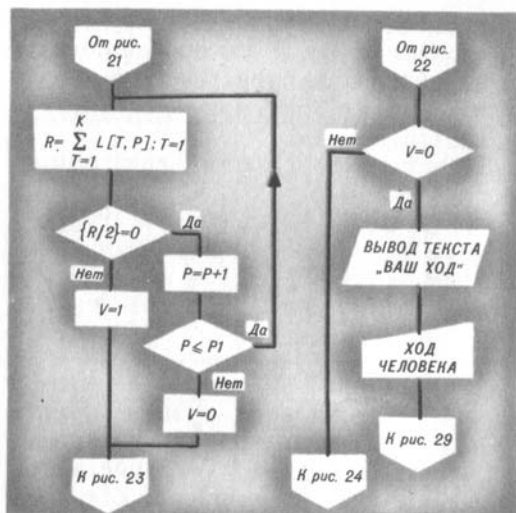 От рис.
21
K
R= Σ L[T, P]; T=1
T=1
{R/2}=0
Да
Нет
P=P+1
V=1
P ⩽ P1
Да
Нет
V=0
К рис. 23
От рис.
22
Нет
V=0
Да
ВЫВОД ТЕКСТА
„ВАШ ХОД“
ХОД
ЧЕЛОВЕКА
К рис. 24
К рис. 29